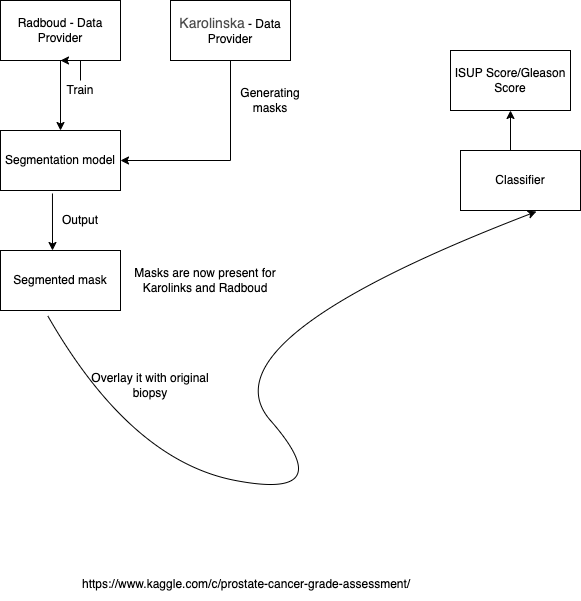 Radboud - Data
Provider
Karolinska - Data
Provider
Train
Generating
masks
ISUP Score/Gleason
Score
Segmentation model
Classifier
Output
Segmented mask
Masks are now present for
Karolinks and Radboud
Overlay it with original
biopsy
https://www.kaggle.com/c/prostate-cancer-grade-assessment/